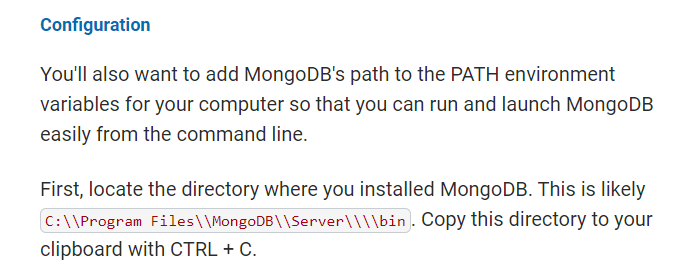 Configuration
You'll also want to add MongoDB's path to the PATH environment
variables for your computer so that you can run and launch MongoDB
easily from the command line.
First, locate the directory where you installed MongoDB. This is likely
C:\\Program Files\\MongoDB\\Server\\\\bin. Copy this directory to your
clipboard with CTRL + C.